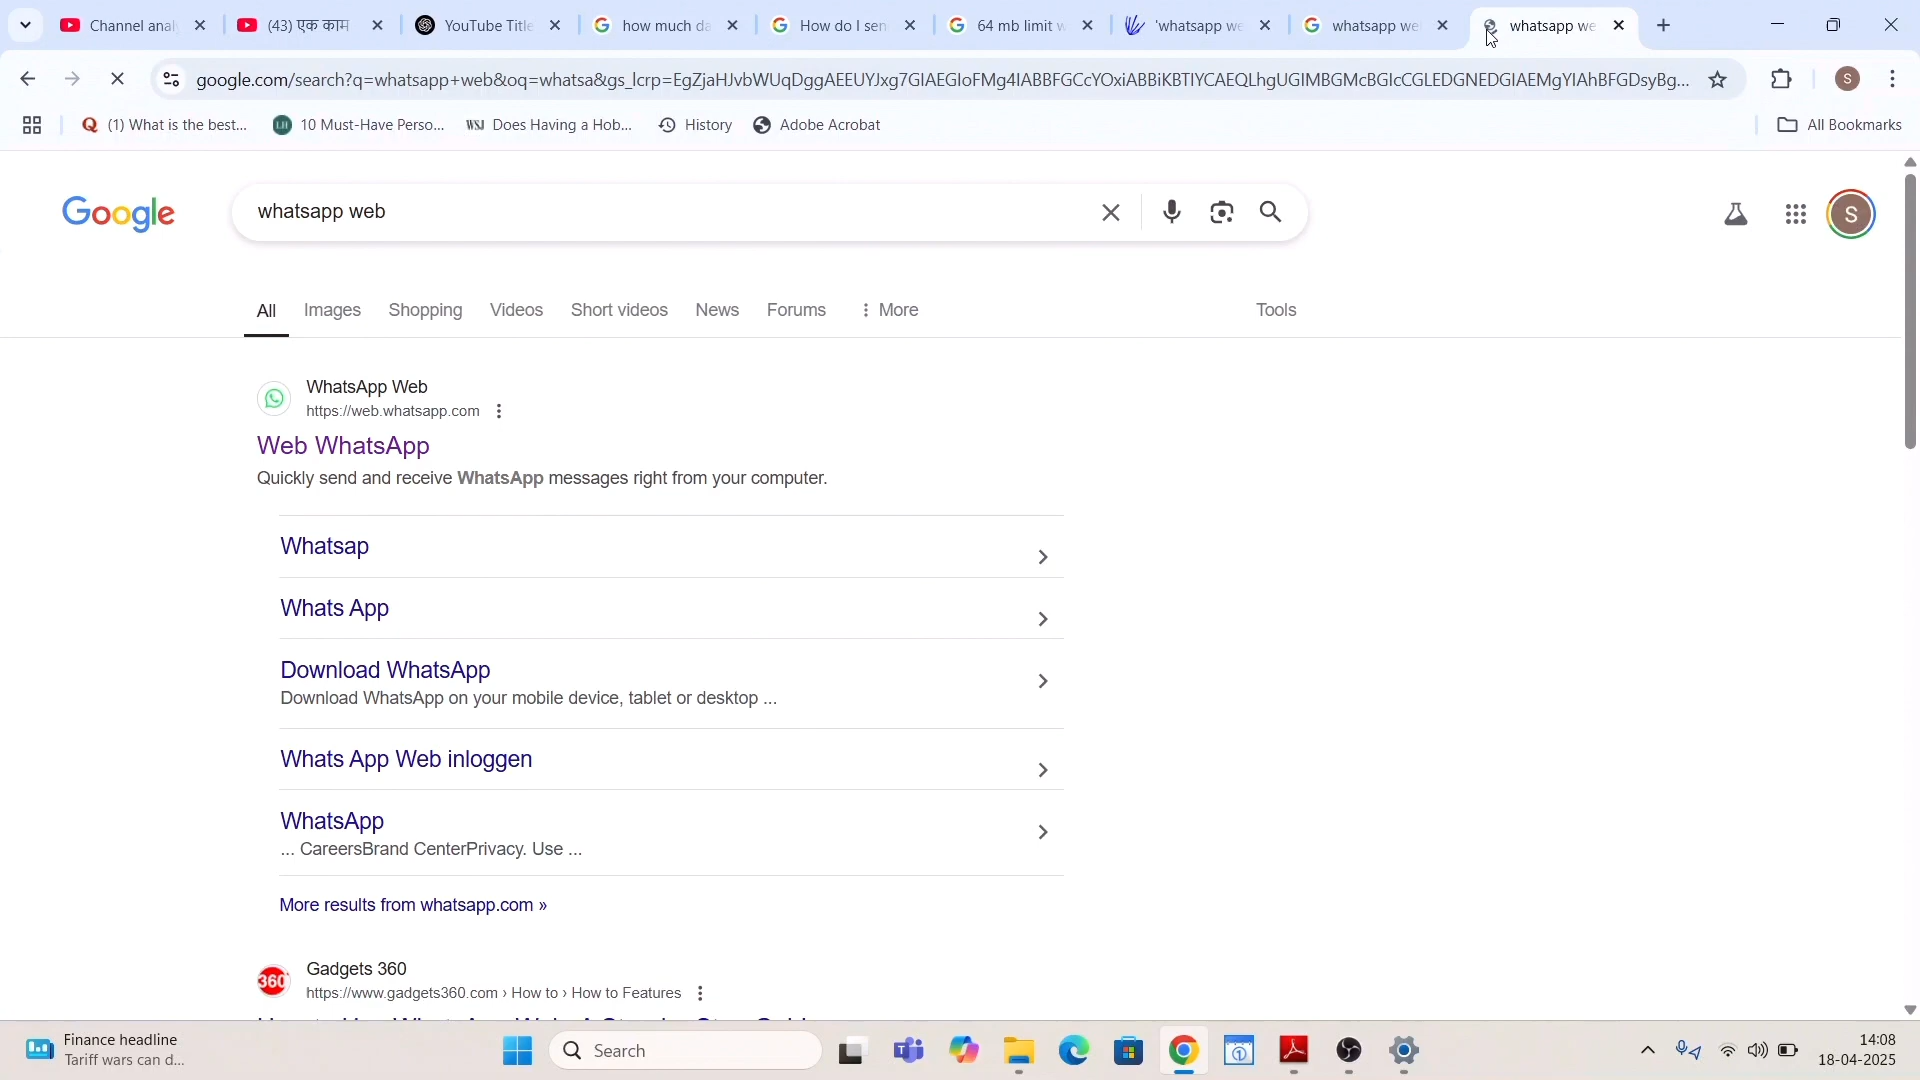 Channel anal
(43) एक काम
YouTube Title
how much da
How do I sen
64 mb limit w
'whatsapp we
whatsapp we
whatsapp we
google.com/search?q=whatsapp+web&oq=whatsa&gs_lcrp=EgZjaHJvbWUqDggAEEUYJxg7GIAEGIoFMg4IABBFGCcYOxiABBiKBTIYCAEQLhgUGIMBGMcBGIcCGLEDGNEDGIAEMgYIAhBFGDsyBg...
S
(1) What is the best...
10 Must-Have Perso...
WSJ Does Having a Hob...
History
Adobe Acrobat
All Bookmarks
Google
whatsapp web
S
All
Images
Shopping
Videos
Short videos
News
Forums
More
Tools
WhatsApp Web
https://web.whatsapp.com
Web WhatsApp
Quickly send and receive WhatsApp messages right from your computer.
Whatsap
Whats App
Download WhatsApp
Download WhatsApp on your mobile device, tablet or desktop ...
Whats App Web inloggen
WhatsApp
... CareersBrand CenterPrivacy. Use ...
More results from whatsapp.com »
360
Gadgets 360
https://www.gadgets360.com › How to › How to Features
Finance headline
Tariff wars can d...
Search
14:08
18-04-2025